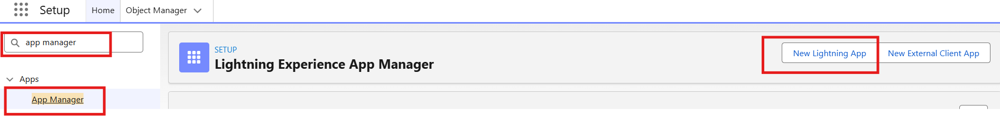 Setup
Home
Object Manager
app manager
Apps
App Manager
SETUP
Lightning Experience App Manager
New Lightning App
New External Client App